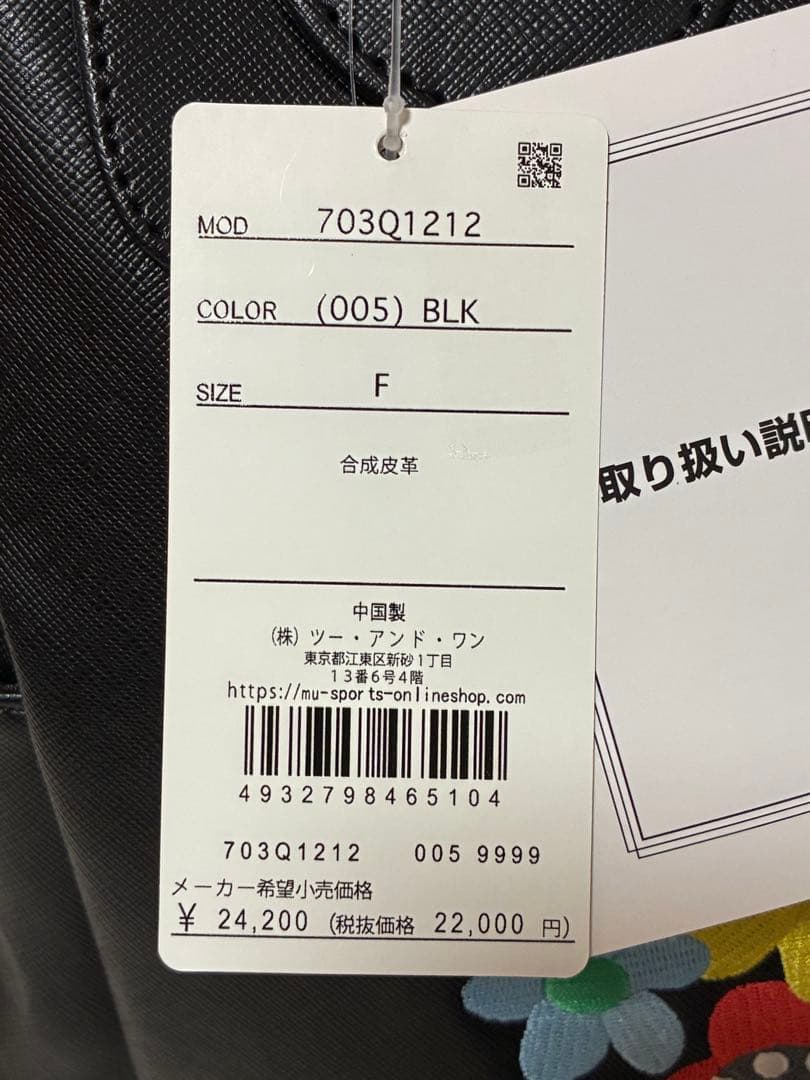 MOD 703Q1212
COLOR (005) BLK
SIZE F
合成皮革
中国製
(株) ツー・アンド・ワン
東京都江東区新砂1丁目
13番6号4階
https://mu-sports-onlineshop.com
4932798465104
703Q1212 005 9999
メーカー希望小売価格
¥ 24,200 (税抜価格 22,000 円)
取り扱い説